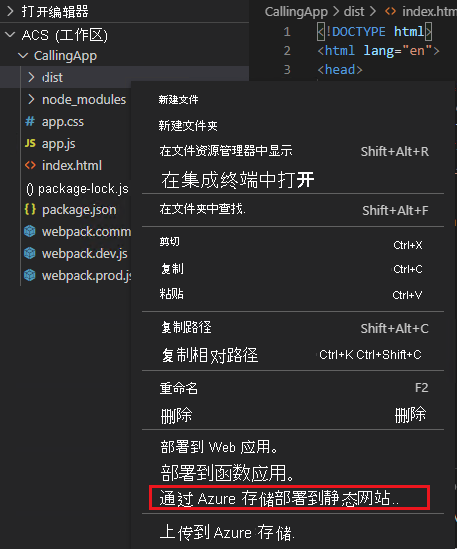 打开编辑器
ACS (工作区)
CallingApp
dist
node_modules
# app.css
JS app.js
<> index.html
() package-lock.js
{} package.json
webpack.comm
webpack.dev.js
webpack.prod.js
CallingApp > dist > <> index.htm
1 <!DOCTYPE html>
2 <html lang="en">
3 <head>
新建文件
新建文件夹
在文件资源管理器中显示 Shift+Alt+R
在集成终端中打开
在文件夹中查找. Shift+Alt+F
剪切 Ctrl+X
复制 Ctrl+C
粘贴 Ctrl+V
复制路径 Shift+Alt+C
复制相对路径 Ctrl+K Ctrl+Shift+C
重命名 F2
删除 删除
部署到 Web 应用。
部署到函数应用。
通过 Azure 存储部署到静态网站..
上传到 Azure 存储.